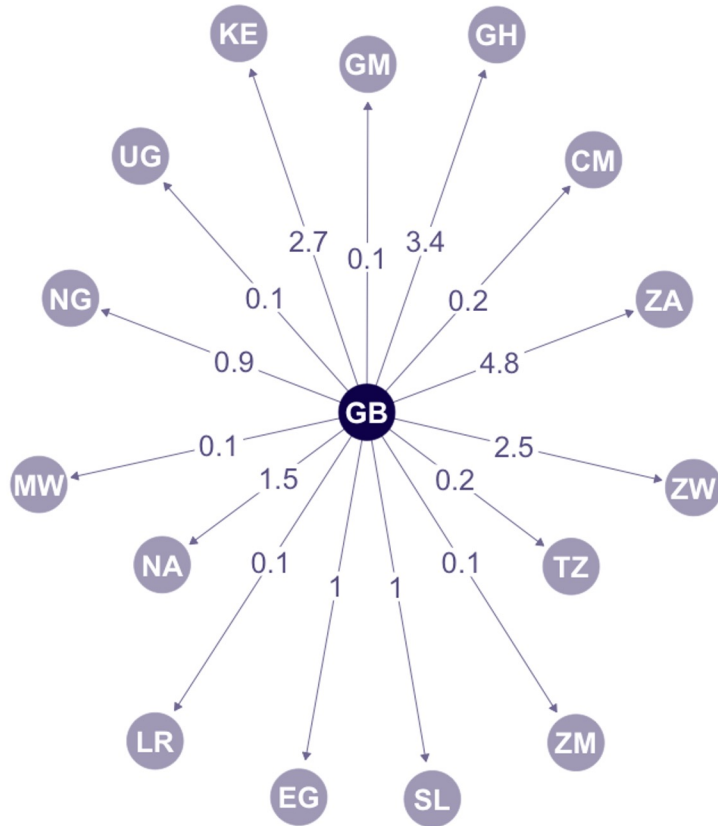 KE
GM
GH
UG
CM
2.7
0.1
3.4
NG
0.1
0.2
ZA
0.9
4.8
GB
0.1
2.5
MW
1.5
0.2
ZW
NA
0.1
0.1
TZ
1
1
LR
ZM
EG
SL